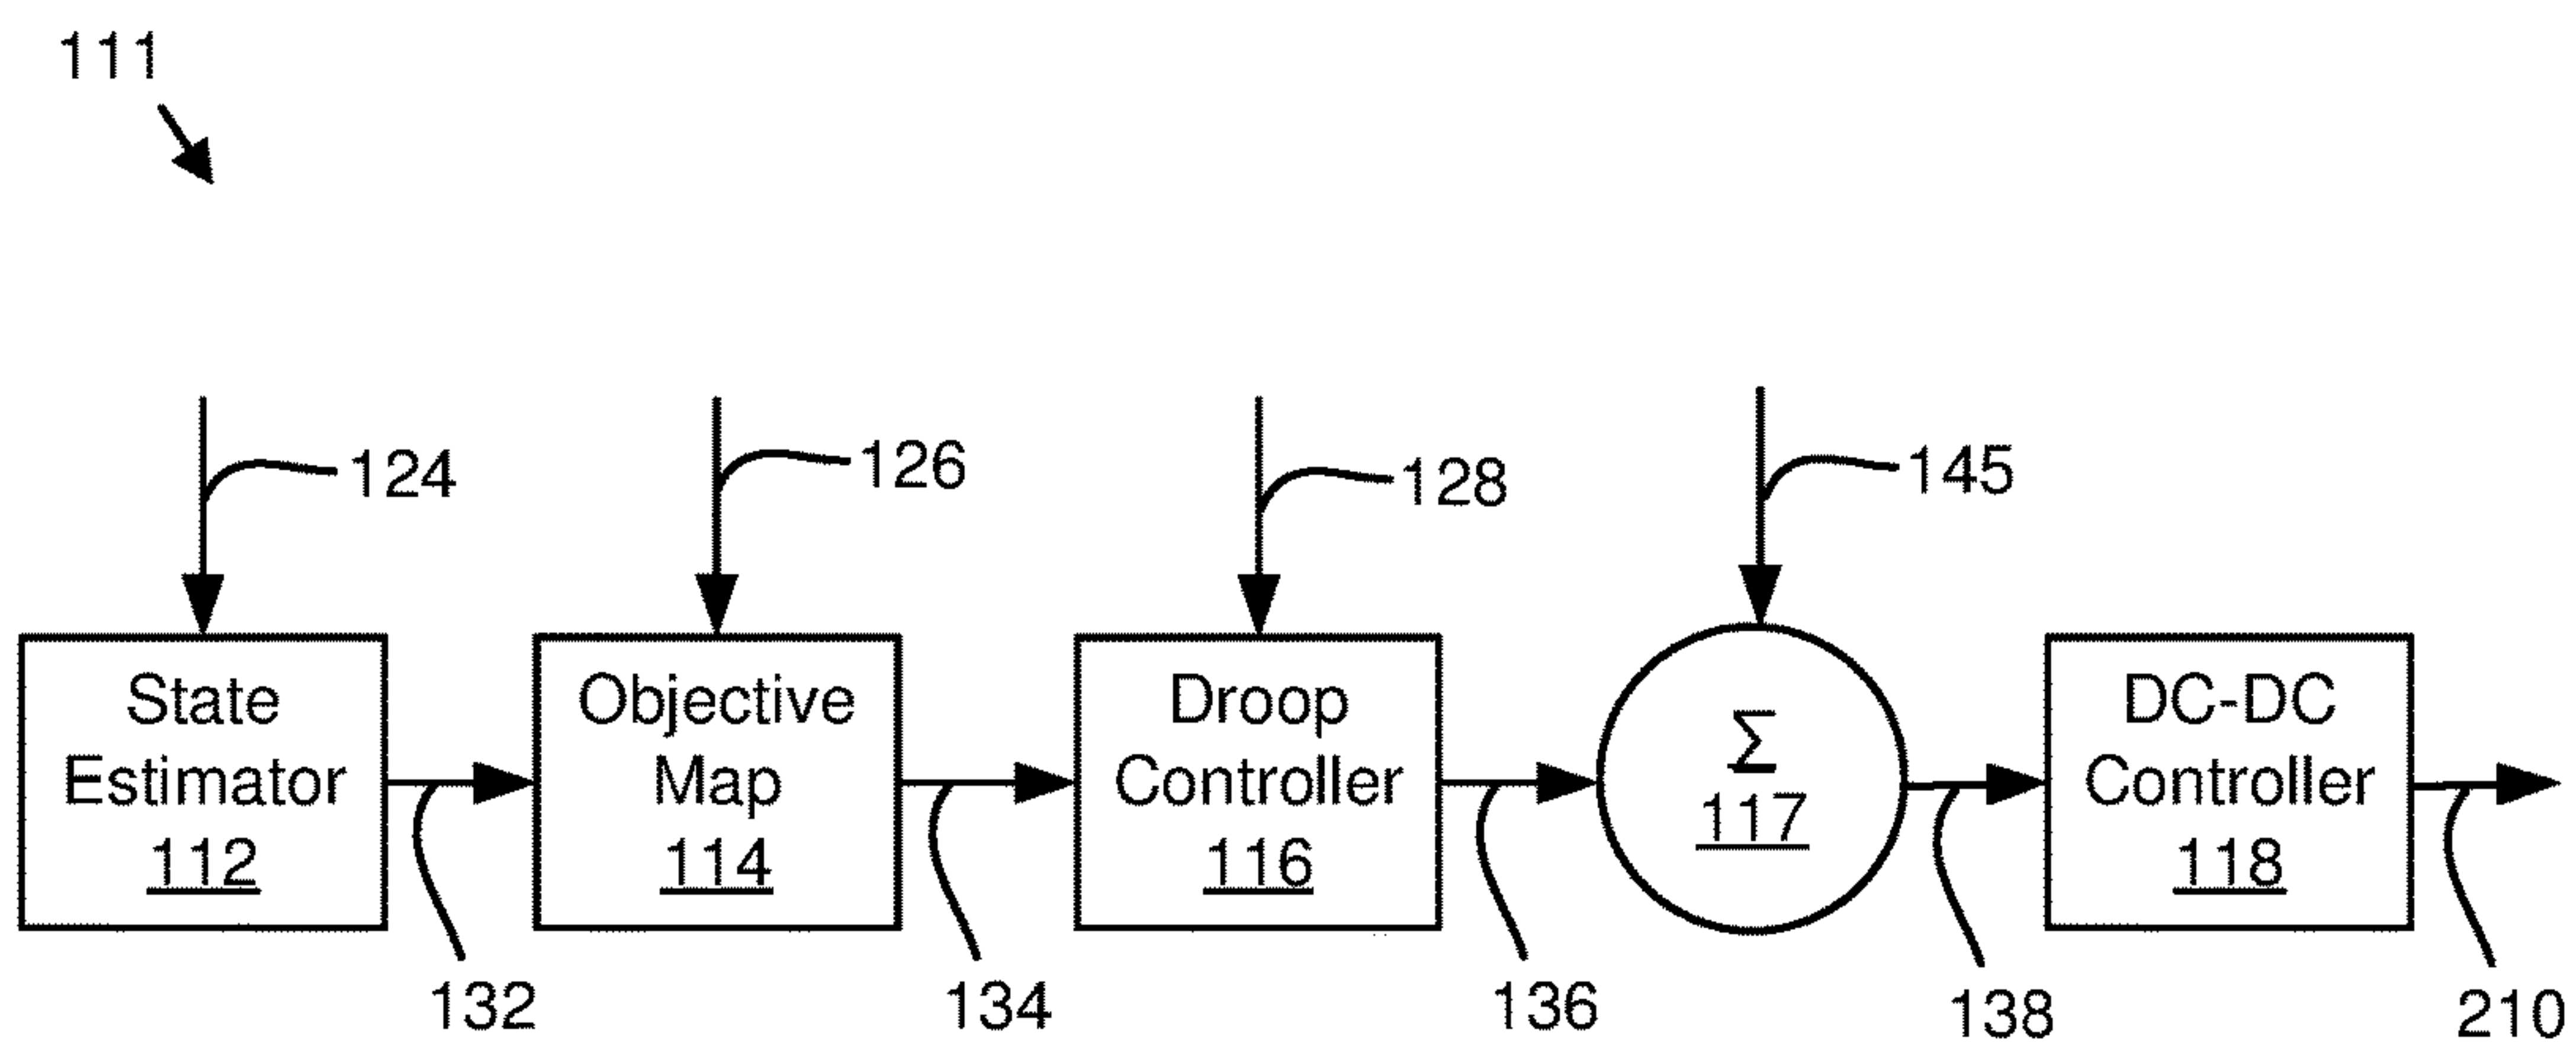 111
124
126
128
145
State
Estimator
112
Objective
Map
114
Droop
Controller
116
Σ
117
DC-DC
Controller
118
132
134
136
138
210